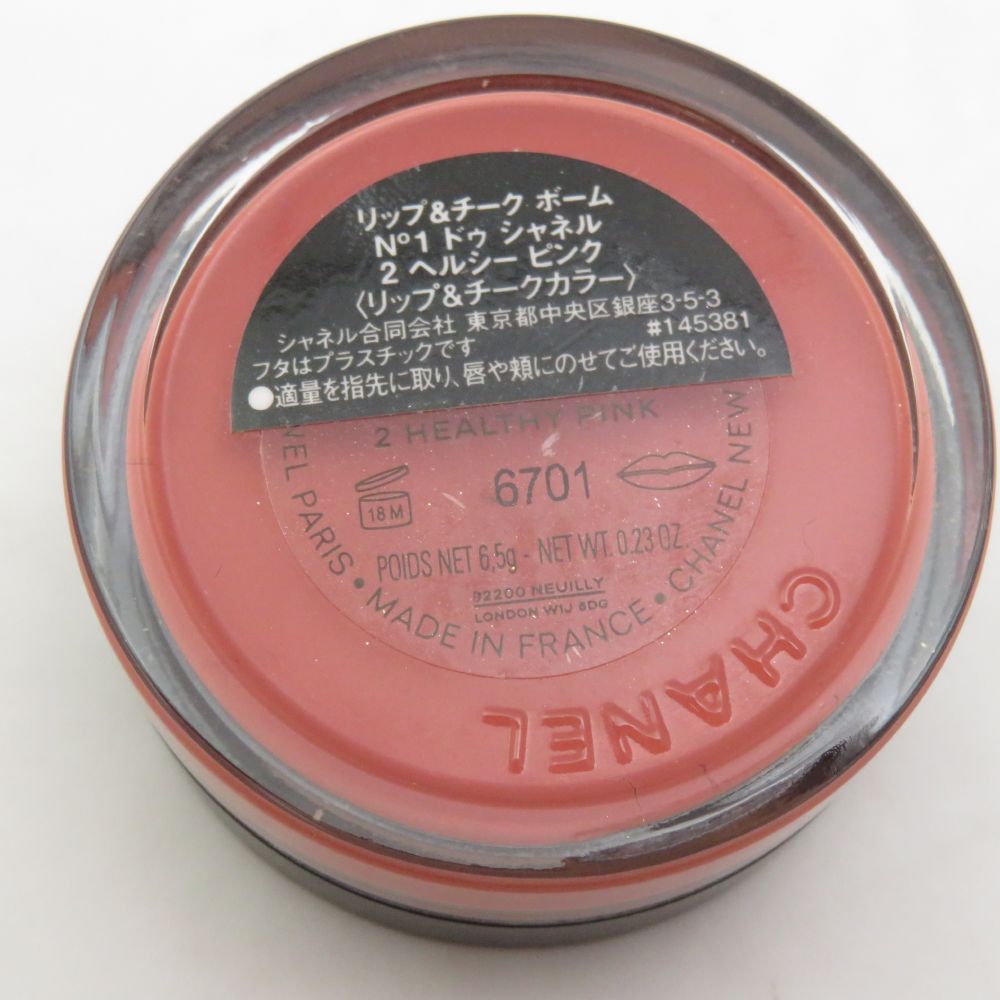 リップ&チーク ボーム
N°1 ドゥ シャネル
2 ヘルシー ピンク
〈リップ&チークカラー〉
シャネル合同会社 東京都中央区銀座3-5-3
フタはプラスチックです #145381
●適量を指先に取り、唇や頬にのせてご使用ください。
2 HEALTHY PINK
6701
18 M
POIDS NET 6,5g - NET WT. 0.23 OZ.
92200 NEUILLY
LONDON W1J 6DG
PARIS • MADE IN FRANCE • CHANEL NEW
CHANEL